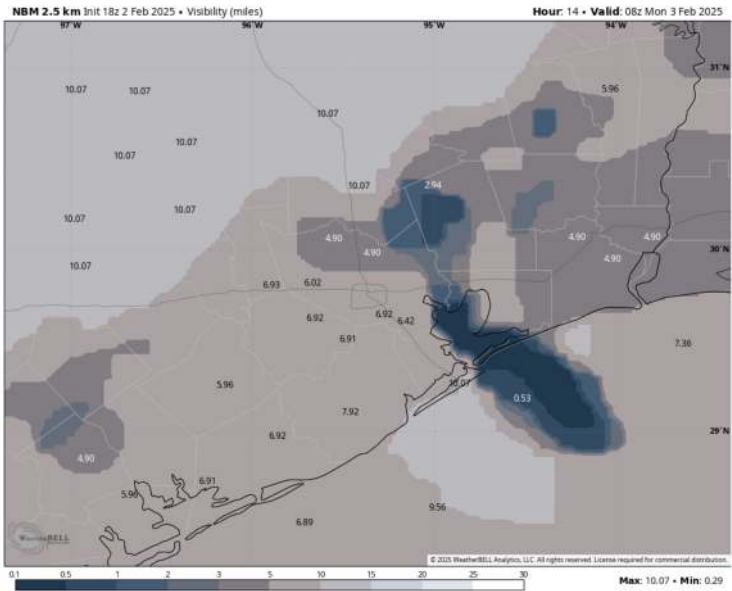 NBM 2.5 km Init 18z 2 Feb 2025 • Visibility (miles)
Hour: 14 • Valid: 08z Mon 3 Feb 2025
97°W 96°W 95°W 94°W
31°N
5.96
10.07 10.07
10.07
10.07
10.07
10.07 2.94
10.07
10.07
4.90 4.90 4.90
30°N
4.90
4.90
10.07
6.93 6.02
6.92 6.92 6.42
6.91
7.36
5.96
10.07
0.53
7.92
29°N
6.92
4.90
6.91
5.96
9.56
6.89
WeatherBELL
© 2025 WeatherBELL Analytics, LLC. All rights reserved. License required for commercial distribution.
0.1 0.5 1 2 3 5 10 15 20 25 30
Max: 10.07 • Min: 0.29